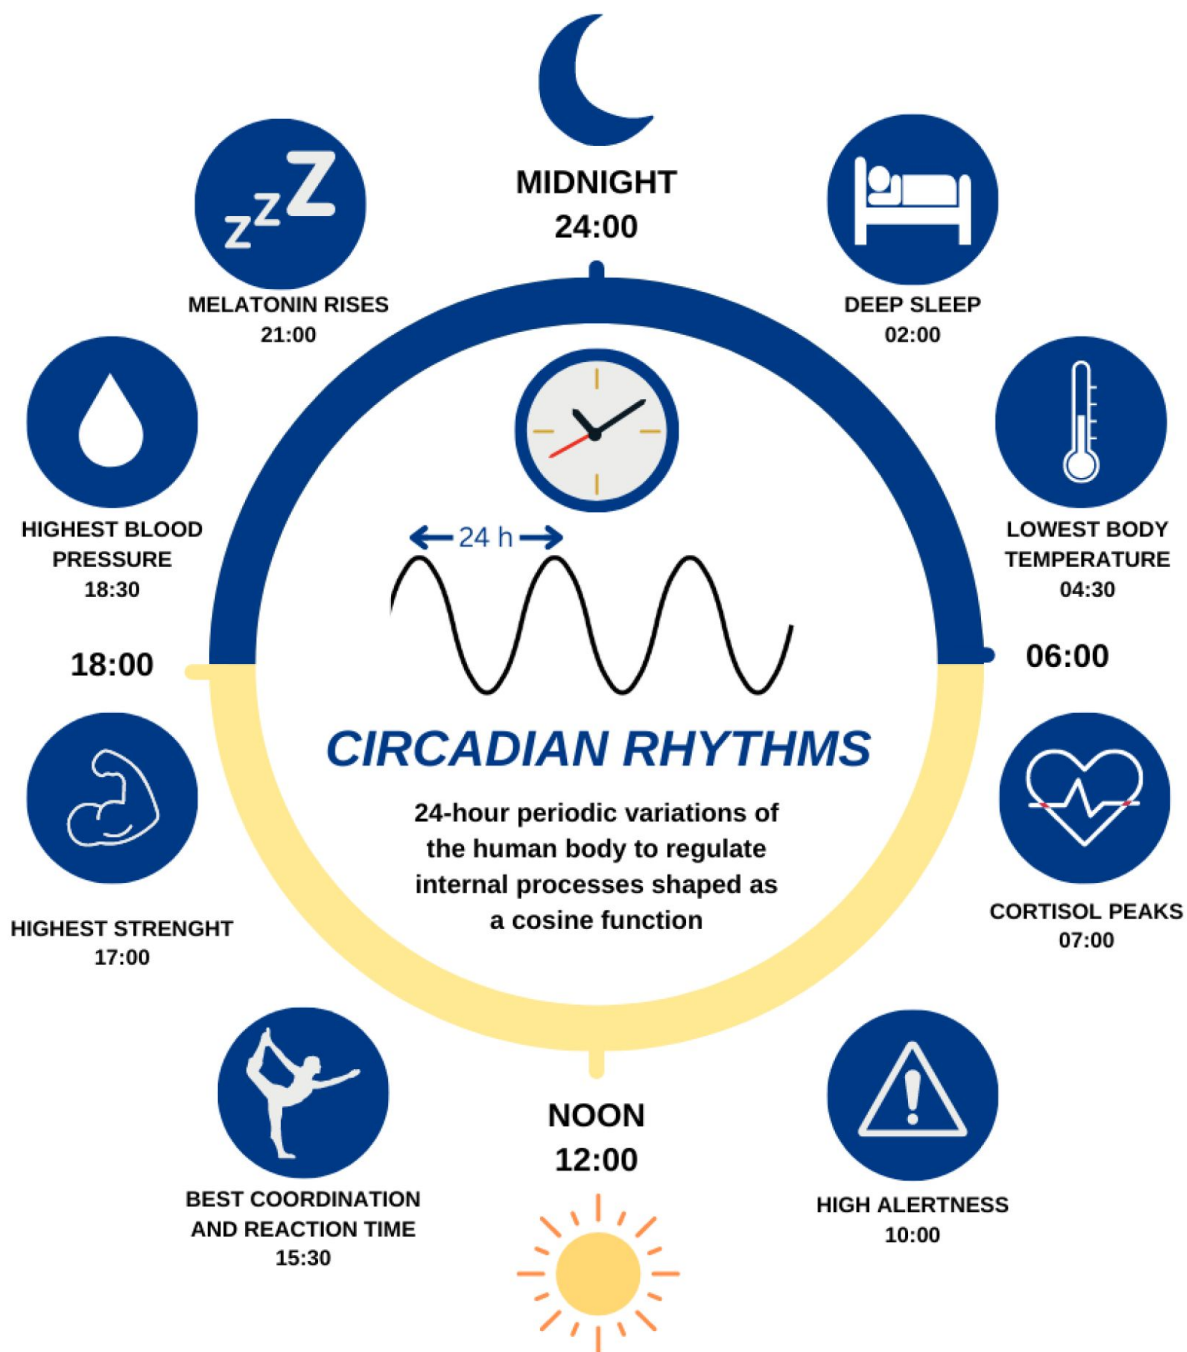 MIDNIGHT
24:00
Z
Z
Z
MELATONIN RISES
21:00
DEEP SLEEP
02:00
HIGHEST BLOOD
PRESSURE
18:30
LOWEST BODY
TEMPERATURE
04:30
24 h
18:00
06:00
CIRCADIAN RHYTHMS
24-hour periodic variations of
the human body to regulate
internal processes shaped as
a cosine function
HIGHEST STRENGHT
17:00
CORTISOL PEAKS
07:00
NOON
12:00
BEST COORDINATION
AND REACTION TIME
15:30
!
HIGH ALERTNESS
10:00